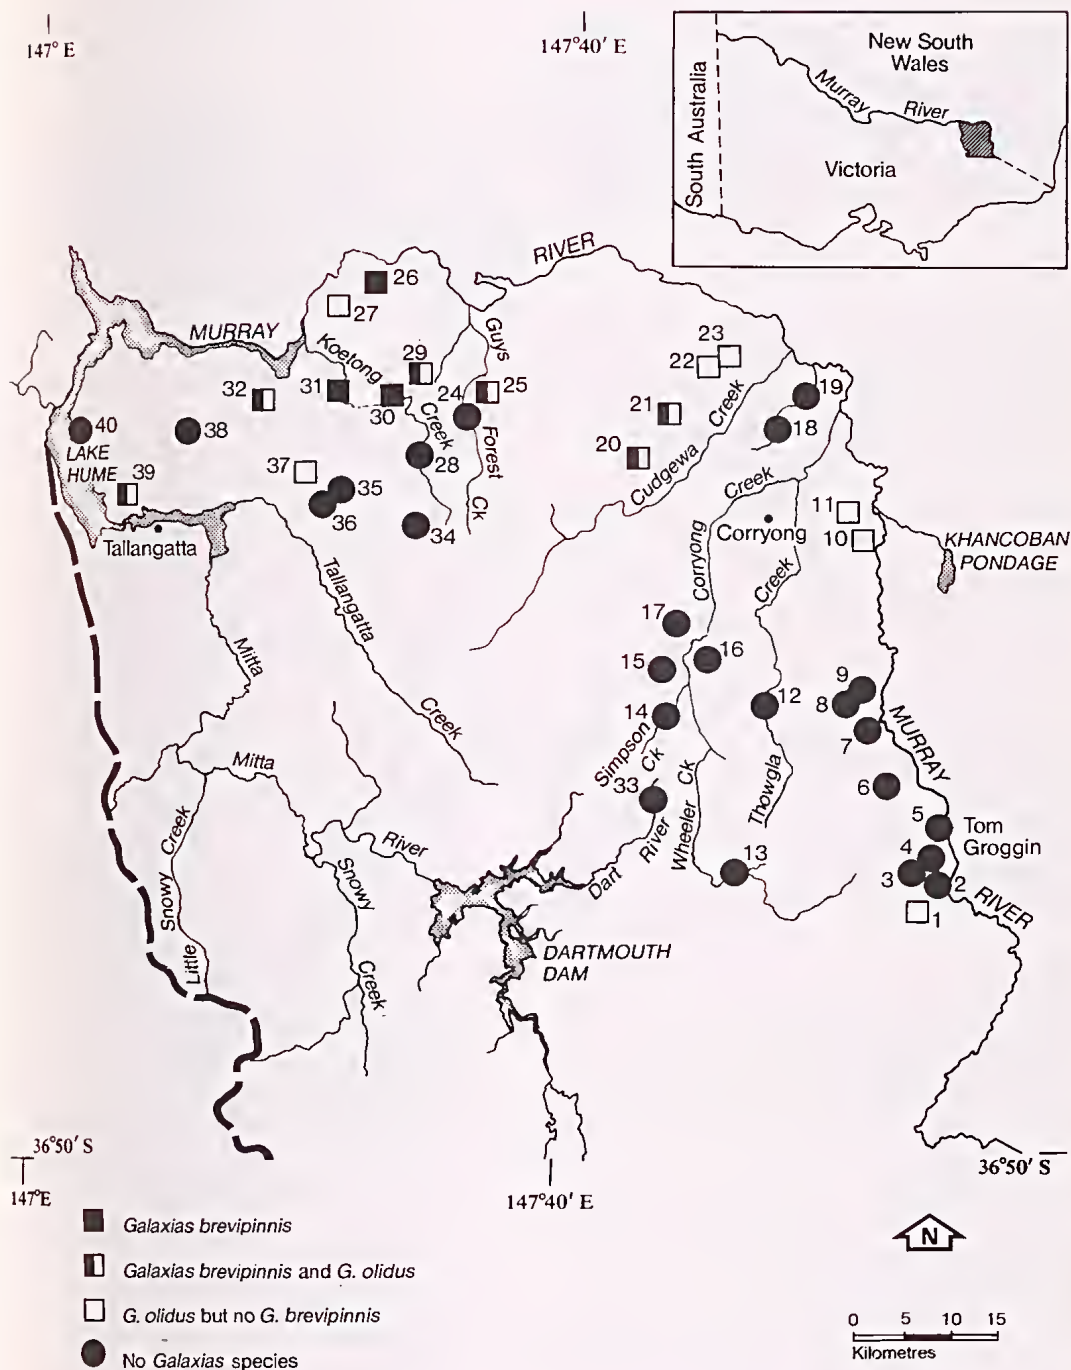 147° E
147°40′ E
New South
Wales
Murray
River
South Australia
Victoria
RIVER
MURRAY
26
27
Koetong
Guys
29
23
22
32
31
30
24
25
Creek
Forest
Ck
19
21
Creek
18
40
38
LAKE
HUME
28
20
Cudgewa
37
35
36
39
34
Creek
11
10
Tallangatta
Corryong
KHANCOBAN
PONDAGE
Corryong
Creek
Tallangatta
Creek
17
16
15
Mitta
9
8
12
14
7
MURRAY
Simpson
Ck
Mitta
6
33
Thowgla
5
Tom
Groggin
Snowy
Creek
River
Snowy
River
Wheeler
Ck
13
4
3
2
RIVER
Dart
1
Little
Creek
DARTMOUTH
DAM
36°50′ S
36°50′ S
147°E
147°40′ E
Galaxias brevipinnis
Galaxias brevipinnis and G. olidus
G. olidus but no G. brevipinnis
No Galaxias species
N
0 5 10 15
Kilometres